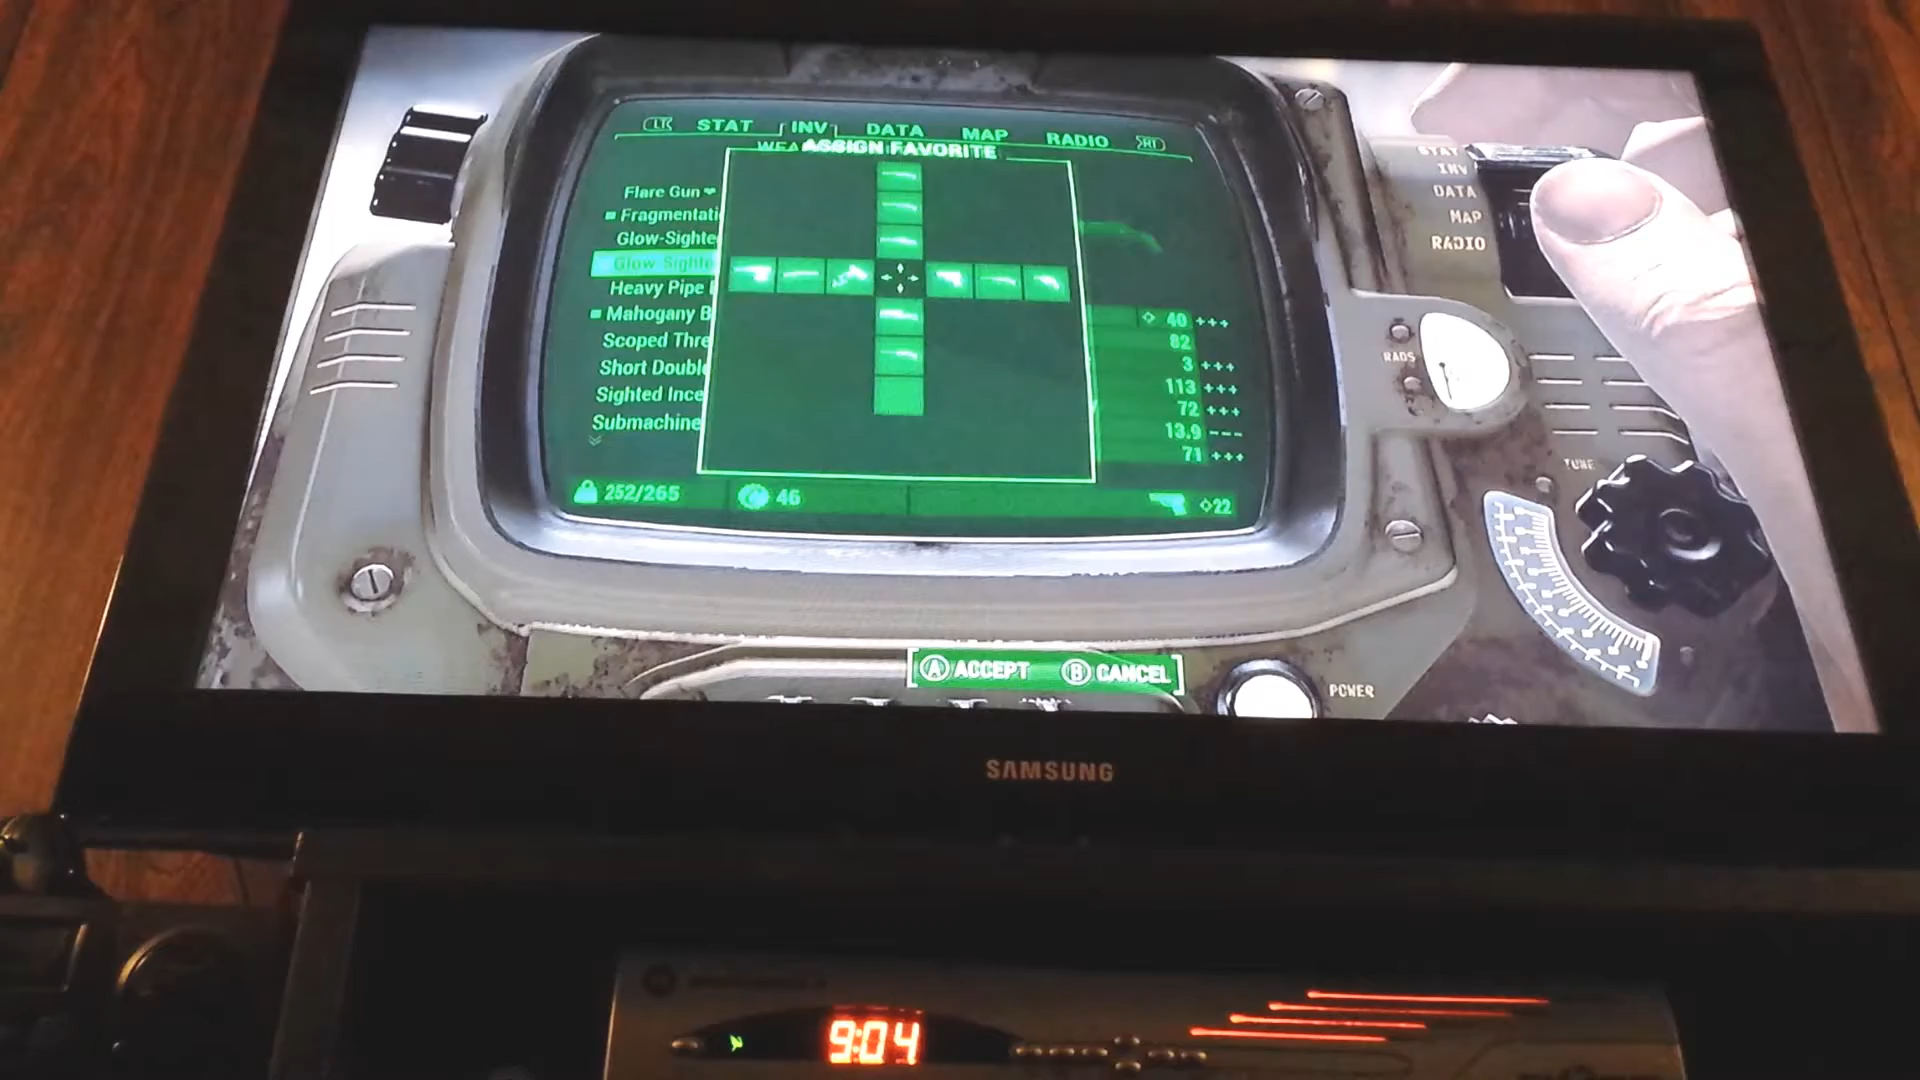 LT STAT INV DATA MAP RADIO RT
WEA
ASSIGN FAVORITE
Flare Gun
Fragmentati
Glow-Sighte
Glow-Sighte
Heavy Pipe
Mahogany B
Scoped Thre
Short Double
Sighted Ince
Submachine
40 +++
82
3 +++
113 +++
72 +++
13.9 ---
71 +++
252/265
46
22
STAT
INV
DATA
MAP
RADIO
RADS
TUNE
A ACCEPT B CANCEL
POWER
SAMSUNG
9:04